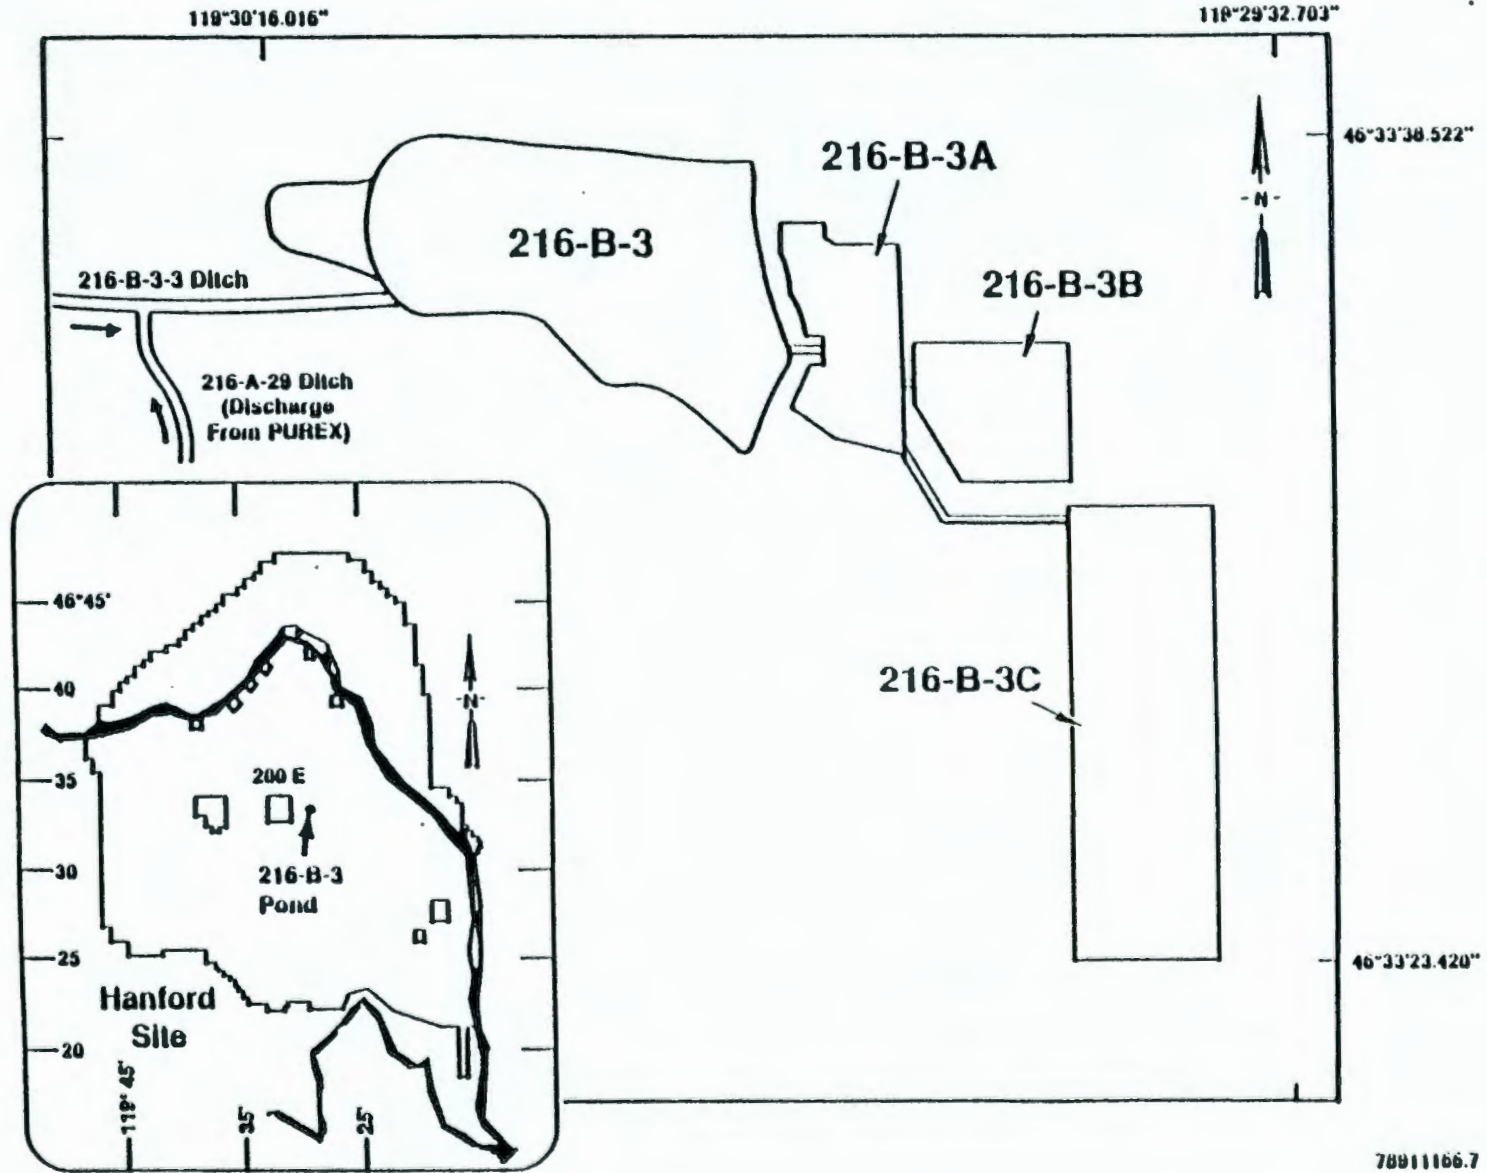 119°30'16.016"
119°29'32.703"
46°33'38.522"
216-B-3A
-N-
216-B-3
216-B-3B
216-B-3-3 Ditch
216-A-29 Ditch
(Discharge
From PUREX)
216-B-3C
46°33'23.420"
46°45'
40
-N-
35
200 E
30
216-B-3
Pond
25
Hanford
Site
20
119° 45'
35'
25'
78911166.7